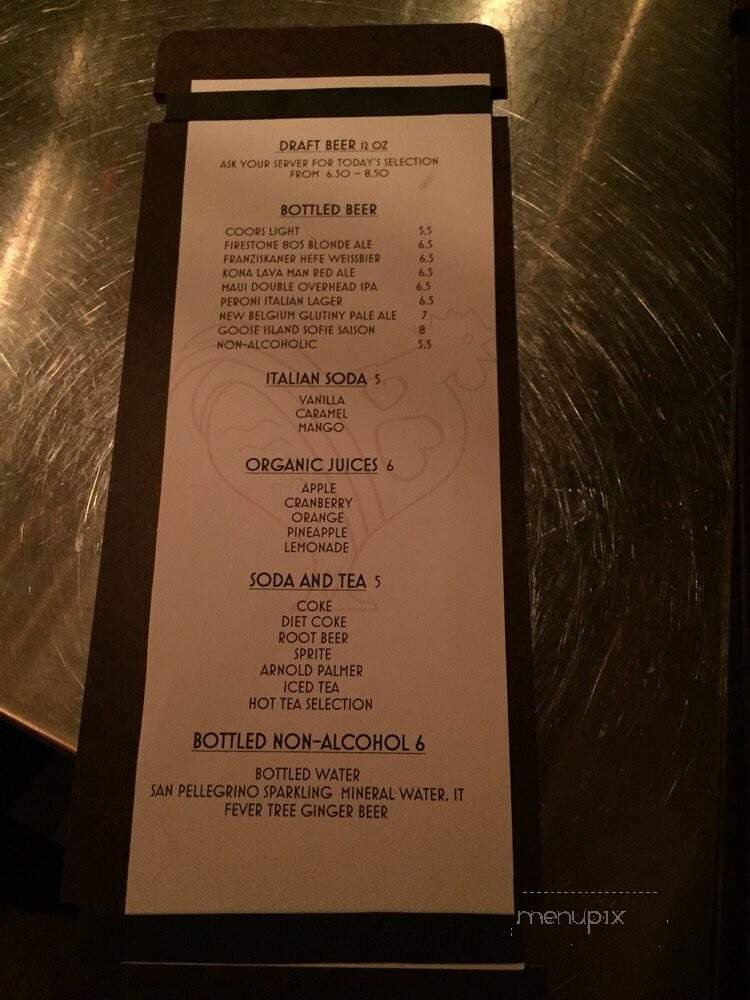 DRAFT BEER 12 OZ
ASK YOUR SERVER FOR TODAY'S SELECTION
FROM 6.50 – 8.50
BOTTLED BEER
COORS LIGHT 5.5
FIRESTONE 805 BLONDE ALE 6.5
FRANZISKANER HEFE WEISSBIER 6.5
KONA LAVA MAN RED ALE 6.5
MAUI DOUBLE OVERHEAD IPA 6.5
PERONI ITALIAN LAGER 6.5
NEW BELGIUM GLUTINY PALE ALE 7
GOOSE ISLAND SOFIE SAISON 8
NON-ALCOHOLIC 5.5
ITALIAN SODA 5
VANILLA
CARAMEL
MANGO
ORGANIC JUICES 6
APPLE
CRANBERRY
ORANGE
PINEAPPLE
LEMONADE
SODA AND TEA 5
COKE
DIET COKE
ROOT BEER
SPRITE
ARNOLD PALMER
ICED TEA
HOT TEA SELECTION
BOTTLED NON-ALCOHOL 6
BOTTLED WATER
SAN PELLEGRINO SPARKLING MINERAL WATER, IT
FEVER TREE GINGER BEER
menupix